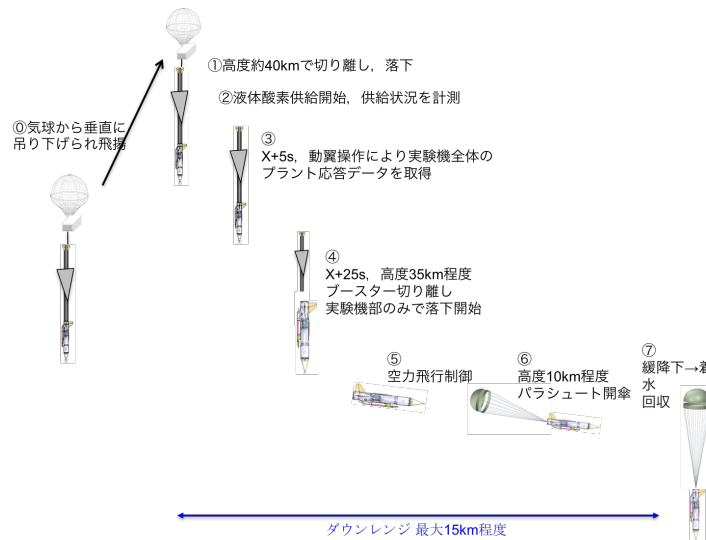 ⓪気球から垂直に
吊り下げられ飛揚
①高度約40kmで切り離し，落下
②液体酸素供給開始，供給状況を計測
③
X+5s，動翼操作により実験機全体の
プラント応答データを取得
④
X+25s，高度35km程度
ブースター切り離し
実験機部のみで落下開始
⑤
空力飛行制御
⑥
高度10km程度
パラシュート開傘
⑦
緩降下→着
水
回収
ダウンレンジ 最大15km程度